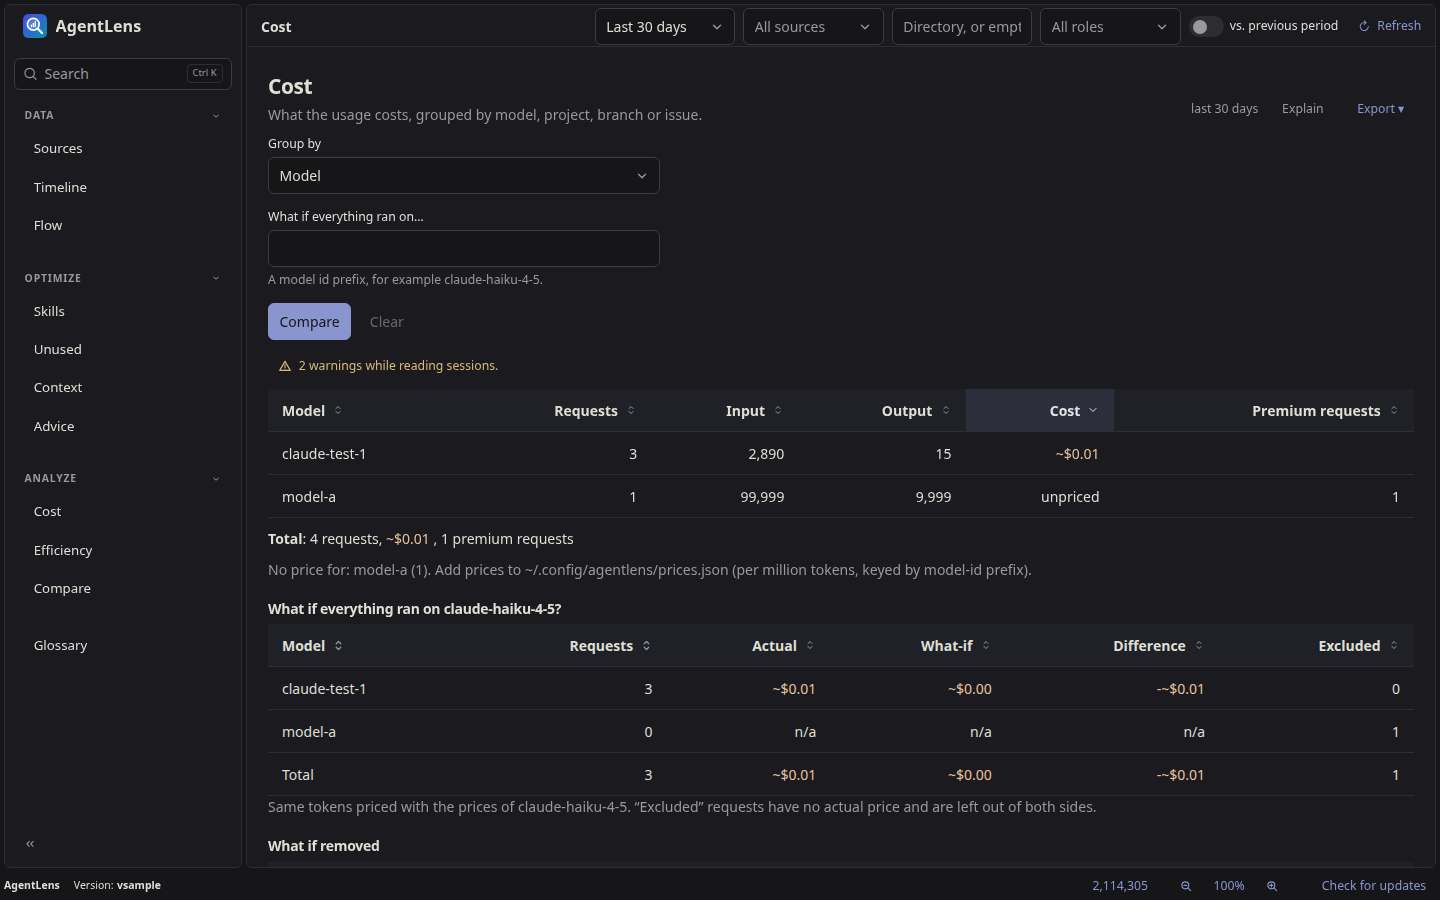 AgentLens
Search
Ctrl K
DATA
Sources
Timeline
Flow
OPTIMIZE
Skills
Unused
Context
Advice
ANALYZE
Cost
Efficiency
Compare
Glossary
«
Cost
Last 30 days
All sources
Directory, or empt
All roles
vs. previous period
Refresh
Cost
What the usage costs, grouped by model, project, branch or issue.
last 30 days
Explain
Export ▾
Group by
Model
What if everything ran on...
A model id prefix, for example claude-haiku-4-5.
Compare
Clear
2 warnings while reading sessions.
Model Requests Input Output Cost Premium requests
claude-test-1 3 2,890 15 ~$0.01
model-a 1 99,999 9,999 unpriced 1
Total: 4 requests, ~$0.01 , 1 premium requests
No price for: model-a (1). Add prices to ~/.config/agentlens/prices.json (per million tokens, keyed by model-id prefix).
What if everything ran on claude-haiku-4-5?
Model Requests Actual What-if Difference Excluded
claude-test-1 3 ~$0.01 ~$0.00 -~$0.01 0
model-a 0 n/a n/a n/a 1
Total 3 ~$0.01 ~$0.00 -~$0.01 1
Same tokens priced with the prices of claude-haiku-4-5. “Excluded” requests have no actual price and are left out of both sides.
What if removed
AgentLens Version: vsample
2,114,305
100%
Check for updates